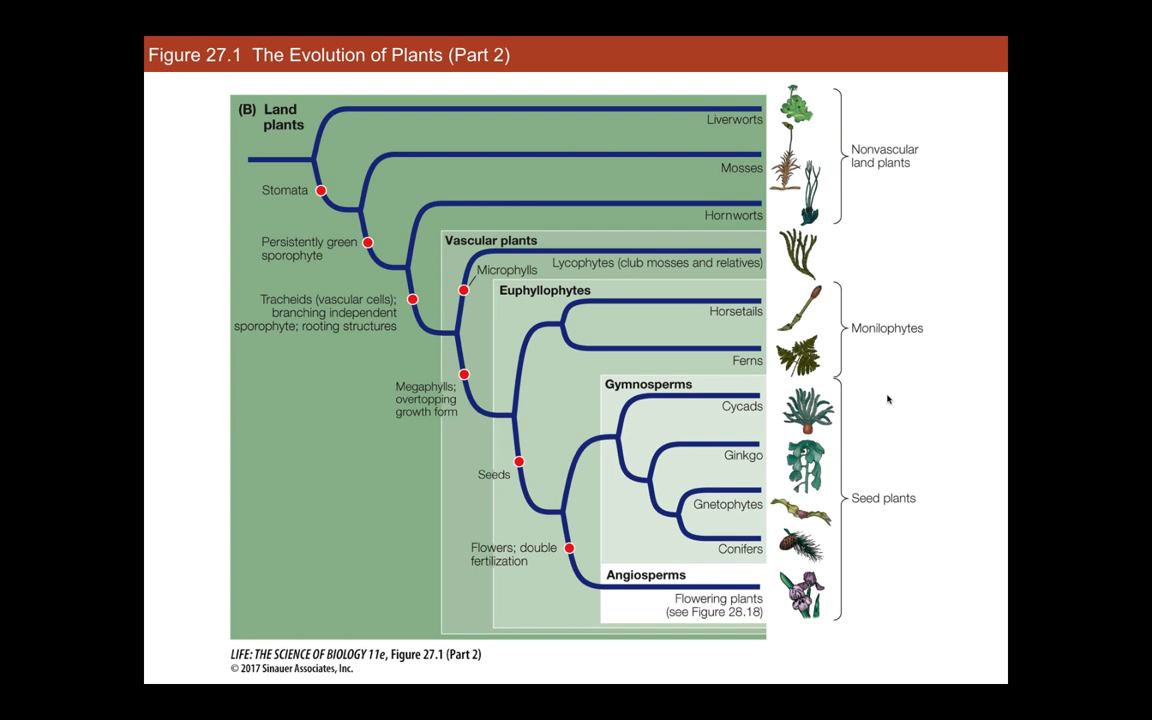 Figure 27.1 The Evolution of Plants (Part 2)
(B) Land
plants
Liverworts
Mosses
Stomata
Hornworts
Persistently green
sporophyte
Vascular plants
Lycophytes (club mosses and relatives)
Microphylls
Euphyllophytes
Tracheids (vascular cells);
branching independent
sporophyte; rooting structures
Horsetails
Ferns
Megaphylls;
overtopping
growth form
Gymnosperms
Cycads
Ginkgo
Seeds
Gnetophytes
Conifers
Flowers; double
fertilization
Angiosperms
Flowering plants
(see Figure 28.18)
Nonvascular
land plants
Monilophytes
Seed plants
LIFE: THE SCIENCE OF BIOLOGY 11e, Figure 27.1 (Part 2)
© 2017 Sinauer Associates, Inc.